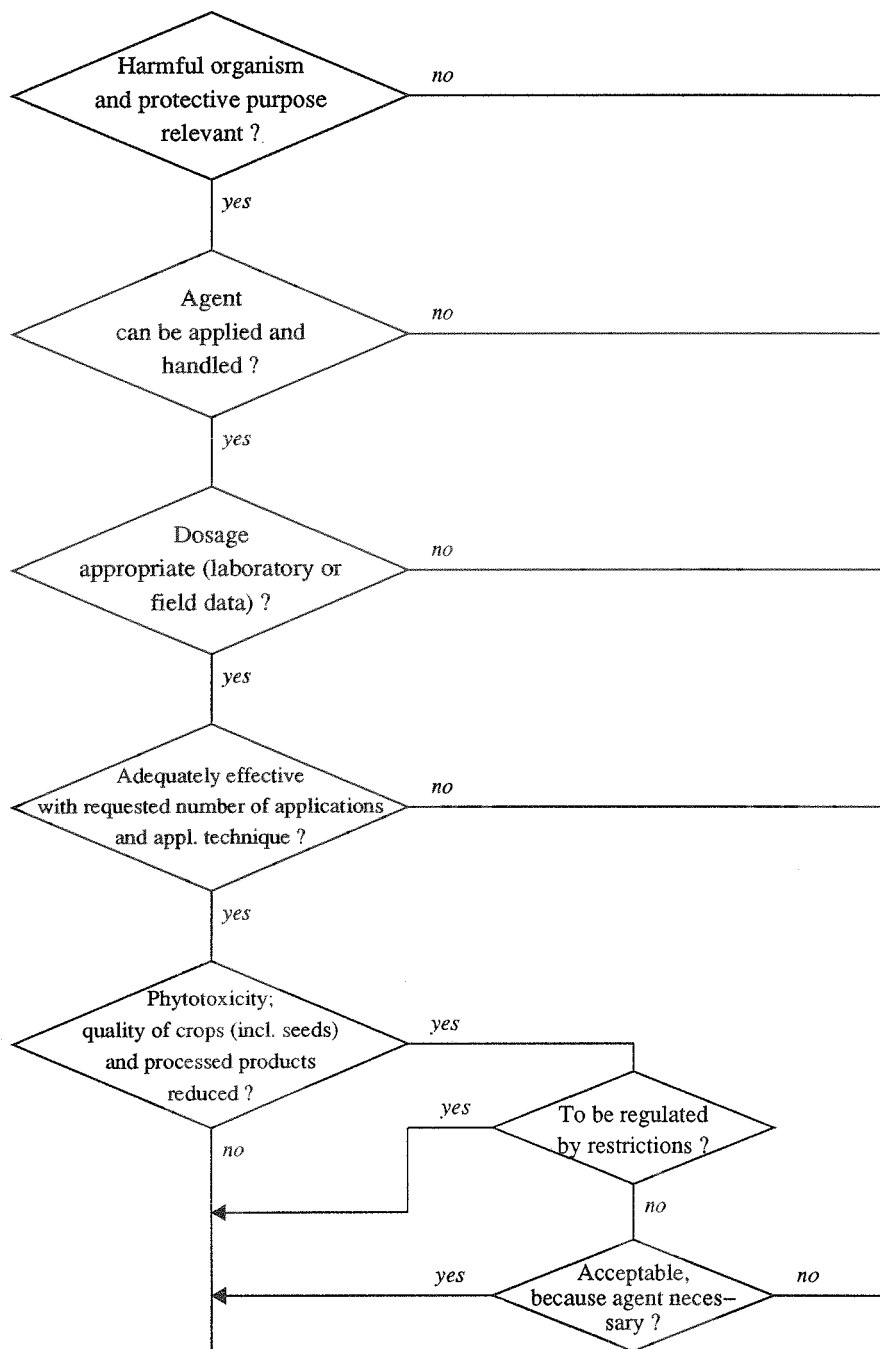 Harmful organism
and protective purpose
relevant ?
no
yes
Agent
can be applied and
handled ?
no
yes
Dosage
appropriate (laboratory or
field data) ?
no
yes
Adequately effective
with requested number of applications
and appl. technique ?
no
yes
Phytotoxicity;
quality of crops (incl. seeds)
and processed products
reduced ?
yes
no
To be regulated
by restrictions ?
yes
no
Acceptable,
because agent neces–
sary ?
yes
no